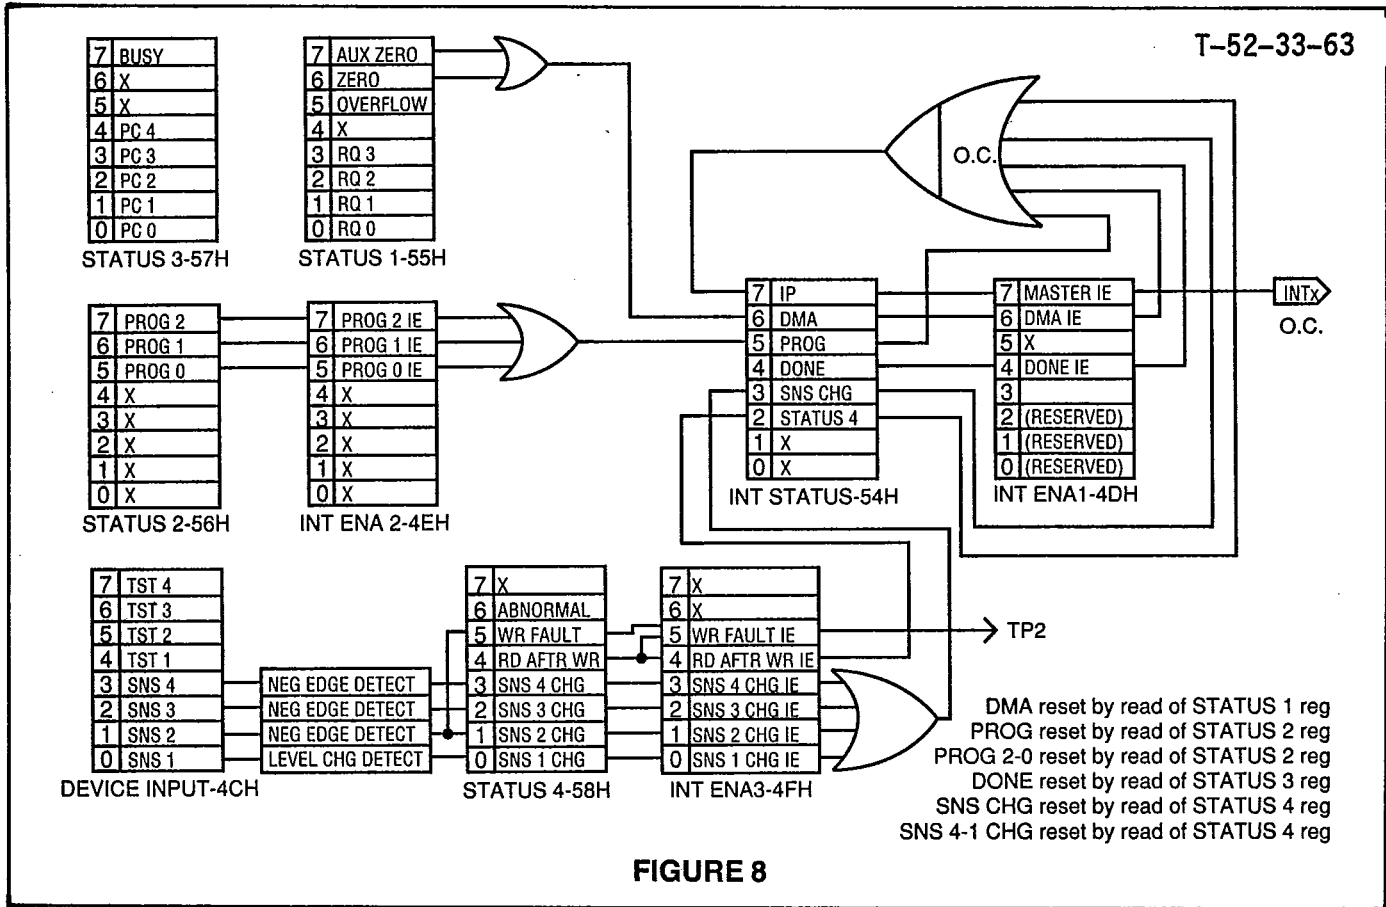 T-52-33-63
7 BUSY
6 X
5 X
4 PC 4
3 PC 3
2 PC 2
1 PC 1
0 PC 0
STATUS 3-57H
7 AUX ZERO
6 ZERO
5 OVERFLOW
4 X
3 RQ 3
2 RQ 2
1 RQ 1
0 RQ 0
STATUS 1-55H
O.C.
7 PROG 2
6 PROG 1
5 PROG 0
4 X
3 X
2 X
1 X
0 X
STATUS 2-56H
7 PROG 2 IE
6 PROG 1 IE
5 PROG 0 IE
4 X
3 X
2 X
1 X
0 X
INT ENA 2-4EH
7 IP
6 DMA
5 PROG
4 DONE
3 SNS CHG
2 STATUS 4
1 X
0 X
INT STATUS-54H
7 MASTER IE
6 DMA IE
5 X
4 DONE IE
3
2 (RESERVED)
1 (RESERVED)
0 (RESERVED)
INT ENA1-4DH
INTx
O.C.
7 TST 4
6 TST 3
5 TST 2
4 TST 1
3 SNS 4
2 SNS 3
1 SNS 2
0 SNS 1
DEVICE INPUT-4CH
NEG EDGE DETECT
NEG EDGE DETECT
NEG EDGE DETECT
LEVEL CHG DETECT
7 X
6 ABNORMAL
5 WR FAULT
4 RD AFTR WR
3 SNS 4 CHG
2 SNS 3 CHG
1 SNS 2 CHG
0 SNS 1 CHG
STATUS 4-58H
7 X
6 X
5 WR FAULT IE
4 RD AFTR WR IE
3 SNS 4 CHG IE
2 SNS 3 CHG IE
1 SNS 2 CHG IE
0 SNS 1 CHG IE
INT ENA3-4FH
TP2
DMA reset by read of STATUS 1 reg
PROG reset by read of STATUS 2 reg
PROG 2-0 reset by read of STATUS 2 reg
DONE reset by read of STATUS 3 reg
SNS CHG reset by read of STATUS 4 reg
SNS 4-1 CHG reset by read of STATUS 4 reg
FIGURE 8